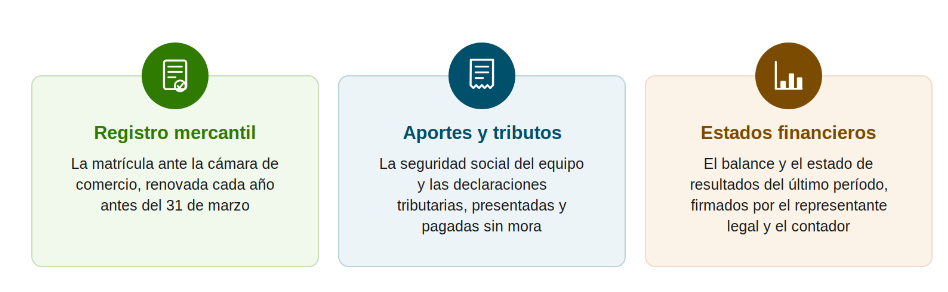 Registro mercantil
La matrícula ante la cámara de
comercio, renovada cada año
antes del 31 de marzo
Aportes y tributos
La seguridad social del equipo
y las declaraciones
tributarias, presentadas y
pagadas sin mora
Estados financieros
El balance y el estado de
resultados del último período,
firmados por el representante
legal y el contador